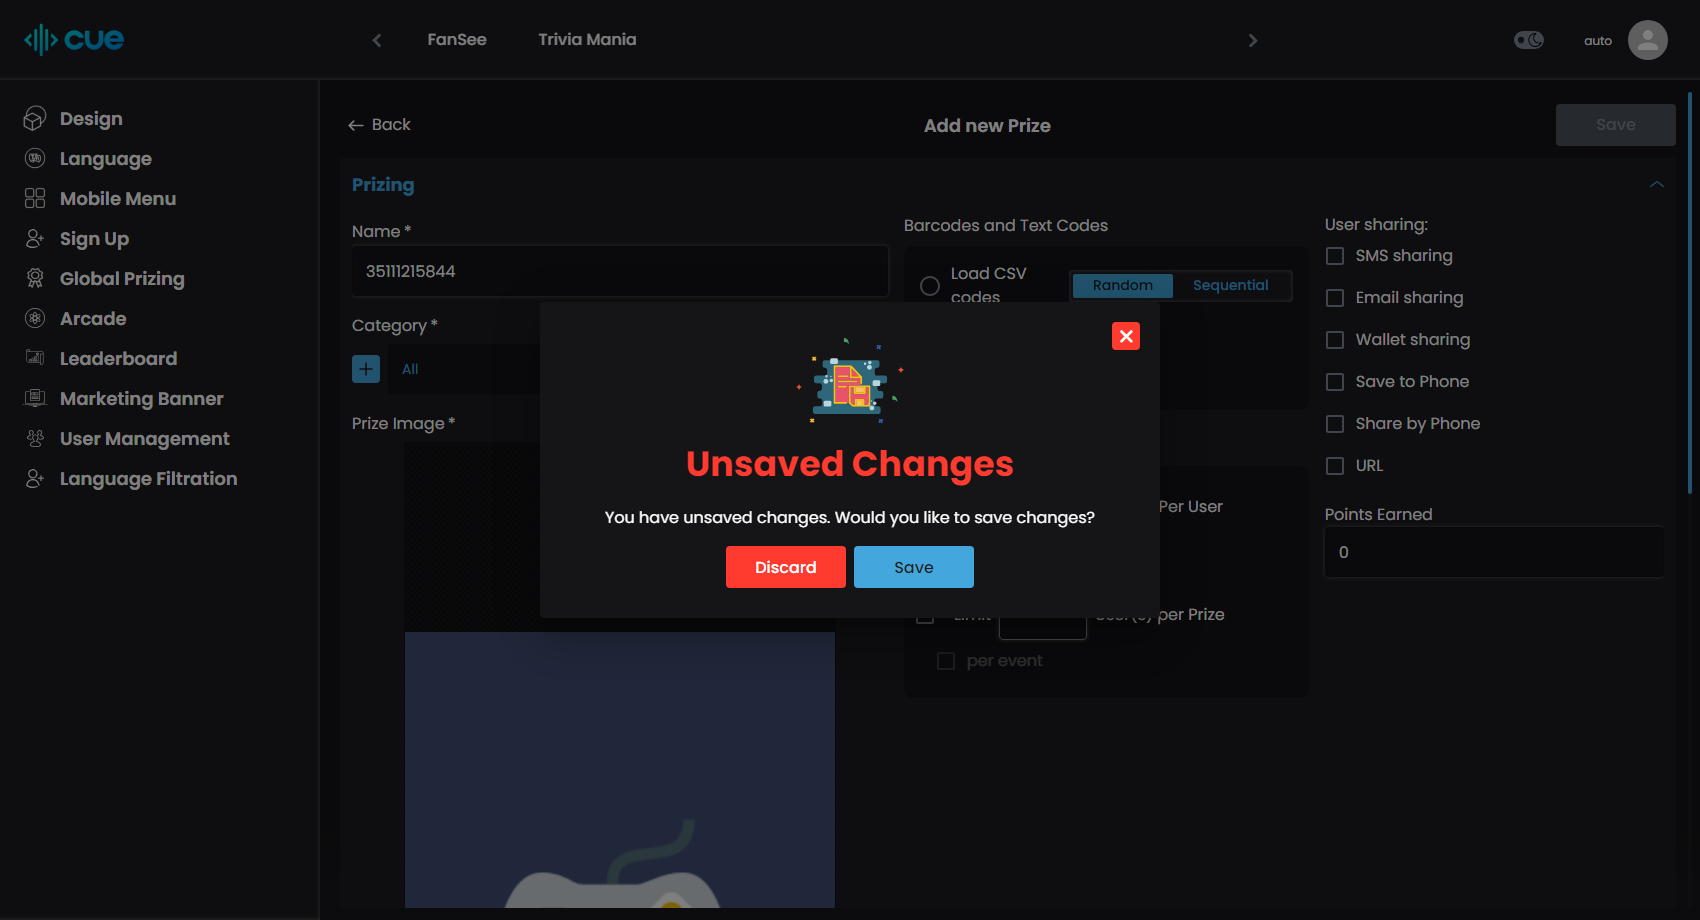 cue
FanSee
Trivia Mania
auto
Design
Language
Mobile Menu
Sign Up
Global Prizing
Arcade
Leaderboard
Marketing Banner
User Management
Language Filtration
Back
Add new Prize
Save
Prizing
Name *
35111215844
Category *
All
Prize Image *
Barcodes and Text Codes
Load CSV
codes
Random
Sequential
User sharing:
SMS sharing
Email sharing
Wallet sharing
Save to Phone
Share by Phone
URL
Points Earned
0
Unsaved Changes
You have unsaved changes. Would you like to save changes?
Discard
Save
Per User
Limit
User(s) per Prize
per event